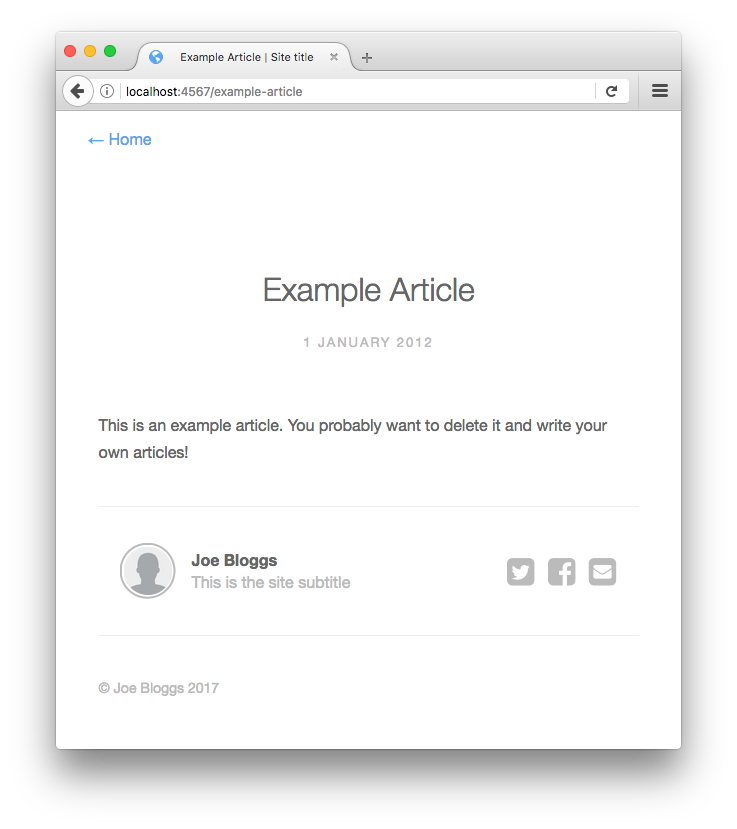 Example Article | Site title
localhost:4567/example-article
← Home
Example Article
1 JANUARY 2012
This is an example article. You probably want to delete it and write your
own articles!
Joe Bloggs
This is the site subtitle
© Joe Bloggs 2017